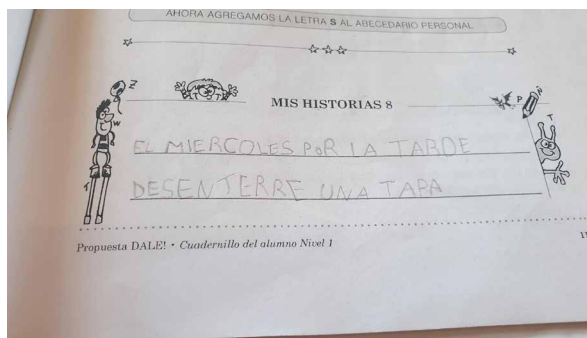 AHORA AGREGAMOS LA LETRA S AL ABECEDARIO PERSONAL
Z
MIS HISTORIAS 8
P
W
T
EL MIERCOLES POR LA TARDE
T
DESENTERRE UNA TAPA
Propuesta DALE! • Cuadernillo del alumno Nivel 1